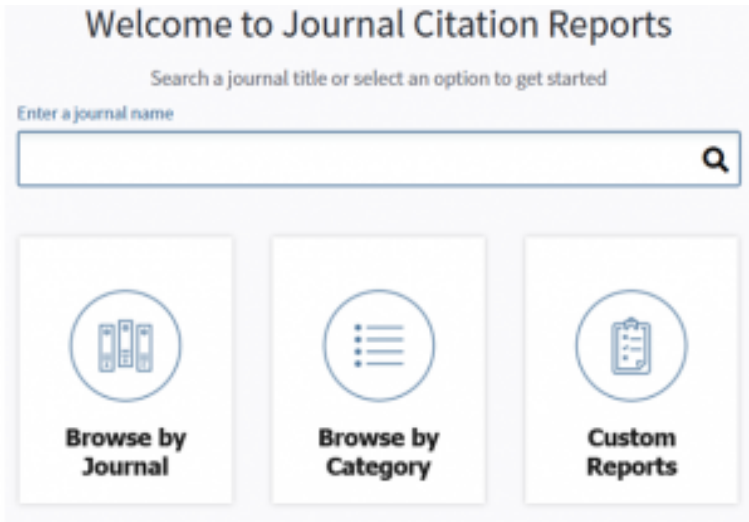 Welcome to Journal Citation Reports
Search a journal title or select an option to get started
Enter a journal name
Browse by
Journal
Browse by
Category
Custom
Reports